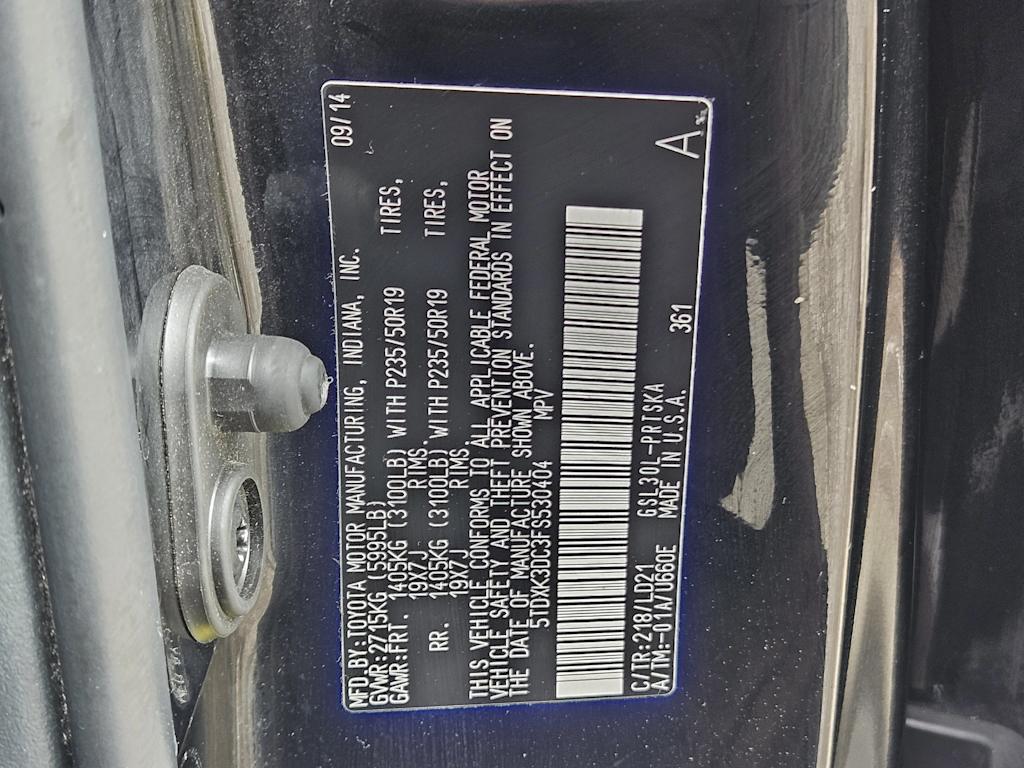 MFD. BY: TOYOTA MOTOR MANUFACTURING, INDIANA, INC. 09/14
GVWR: 2715KG (5995LB)
GAWR: FRT. 1405KG (3100LB) WITH P235/50R19 TIRES,
19X7J RIMS,
RR. 1405KG (3100LB) WITH P235/50R19 TIRES,
19X7J RIMS
THIS VEHICLE CONFORMS TO ALL APPLICABLE FEDERAL MOTOR
VEHICLE SAFETY AND THEFT PREVENTION STANDARDS IN EFFECT ON
THE DATE OF MANUFACTURE SHOWN ABOVE.
5TDXK3DC3FS530404 MPV
C/TR: 218/LD21 GSL30L-PRTSKA
A/TM: -01A/U660E MADE IN U.S.A. 361 A